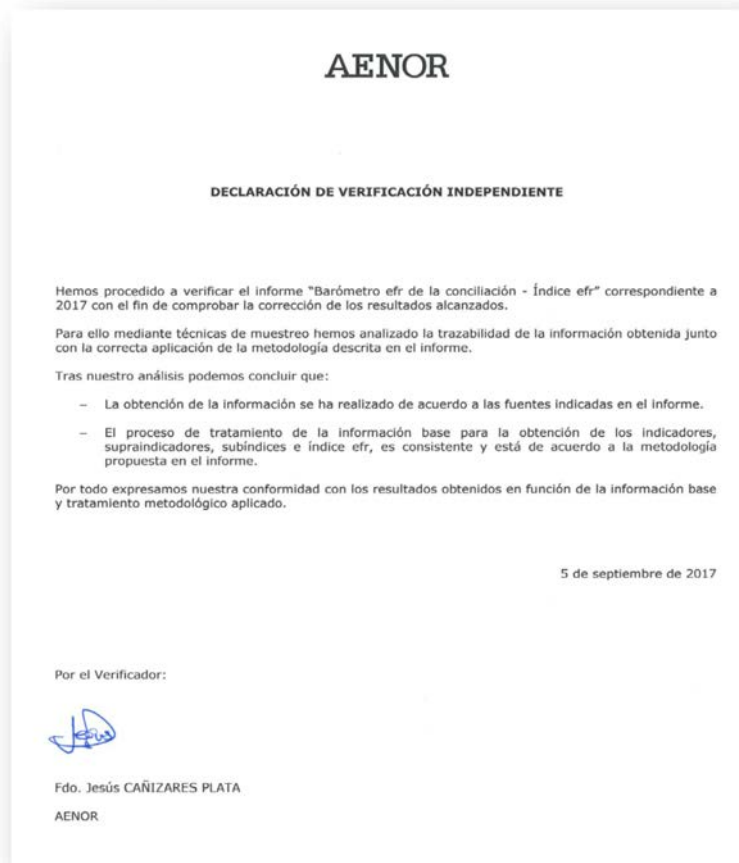 AENOR
DECLARACIÓN DE VERIFICACIÓN INDEPENDIENTE
Hemos procedido a verificar el informe "Barómetro efr de la conciliación - Índice efr" correspondiente a
2017 con el fin de comprobar la corrección de los resultados alcanzados.
Para ello mediante técnicas de muestreo hemos analizado la trazabilidad de la información obtenida junto
con la correcta aplicación de la metodología descrita en el informe.
Tras nuestro análisis podemos concluir que:
– La obtención de la información se ha realizado de acuerdo a las fuentes indicadas en el informe.
– El proceso de tratamiento de la información base para la obtención de los indicadores,
supraindicadores, subíndices e índice efr, es consistente y está de acuerdo a la metodología
propuesta en el informe.
Por todo expresamos nuestra conformidad con los resultados obtenidos en función de la información base
y tratamiento metodológico aplicado.
5 de septiembre de 2017
Por el Verificador:
Jesús
Fdo. Jesús CAÑIZARES PLATA
AENOR